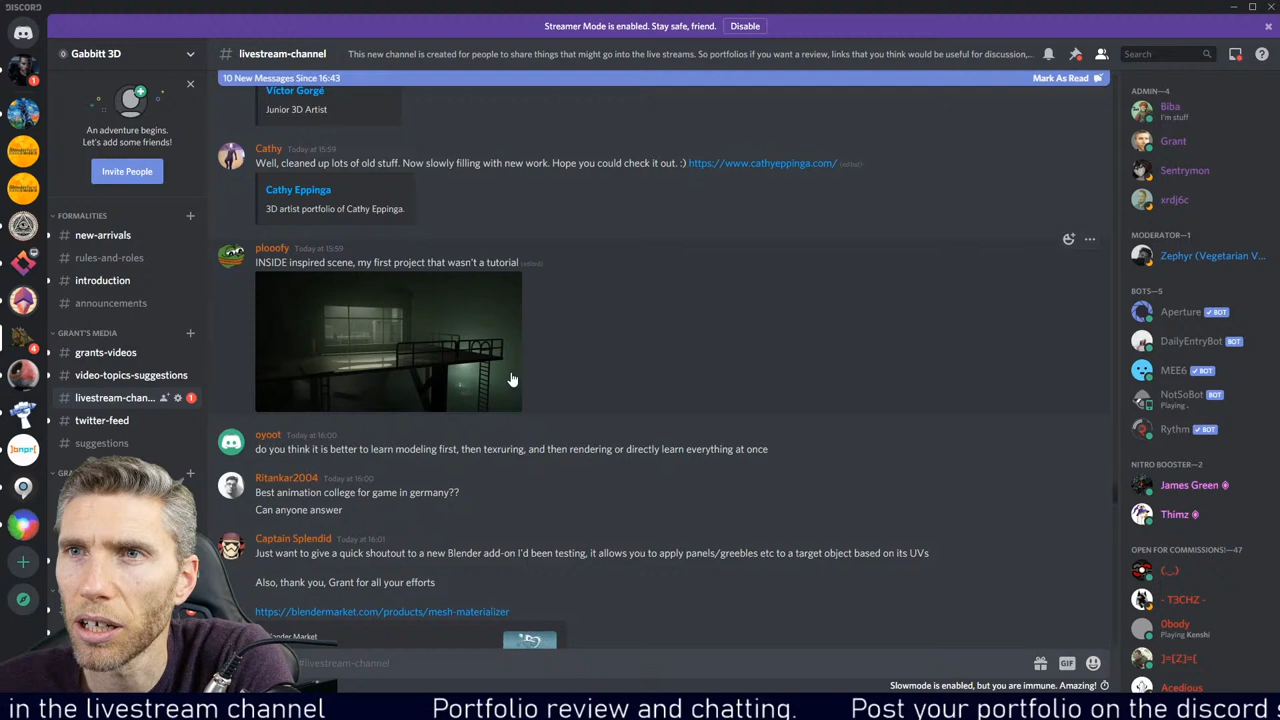 DISCORD
Streamer Mode is enabled. Stay safe, friend.
Disable
Gabbitt 3D
# livestream-channel
This new channel is created for people to share things that might go into the live streams. So portfolios if you want a review, links that you think would be useful for discussion,...
Search
10 New Messages Since 16:43
Mark As Read
An adventure begins.
Let's add some friends!
Invite People
FORMALITIES
# new-arrivals
# rules-and-roles
# introduction
# announcements
GRANT'S MEDIA
# grants-videos
# video-topics-suggestions
# livestream-chan...
1
# twitter-feed
# suggestions
1
4
bnpr
Víctor Gorgé
Junior 3D Artist
Cathy Today at 15:59
Well, cleaned up lots of old stuff. Now slowly filling with new work. Hope you could check it out. :) https://www.cathyeppinga.com/ (edited)
Cathy Eppinga
3D artist portfolio of Cathy Eppinga.
plooofy Today at 15:59
INSIDE inspired scene, my first project that wasn't a tutorial (edited)
oyoot Today at 16:00
do you think it is better to learn modeling first, then texruring, and then rendering or directly learn everything at once
Ritankar2004 Today at 16:00
Best animation college for game in germany??
Can anyone answer
Captain Splendid Today at 16:01
Just want to give a quick shoutout to a new Blender add-on I'd been testing, it allows you to apply panels/greebles etc to a target object based on its UVs
Also, thank you, Grant for all your efforts
https://blendermarket.com/products/mesh-materializer
Market
#livestream-channel
GIF
Slowmode is enabled, but you are immune. Amazing!
ADMIN—4
Biba
I'm stuff
Grant
Sentrymon
xrdj6c
MODERATOR—1
Zephyr (Vegetarian V...
BOTS—5
Aperture BOT
DailyEntryBot BOT
MEE6 BOT
NotSoBot BOT
Playing .
Rythm BOT
NITRO BOOSTER—2
James Green
Thimz
OPEN FOR COMMISSIONS!—47
(._.)
- T3CHZ -
0body
Playing Kenshi
]=[Z]=[
Acedious
in the livestream channel
Portfolio review and chatting.
Post your portfolio on the discord